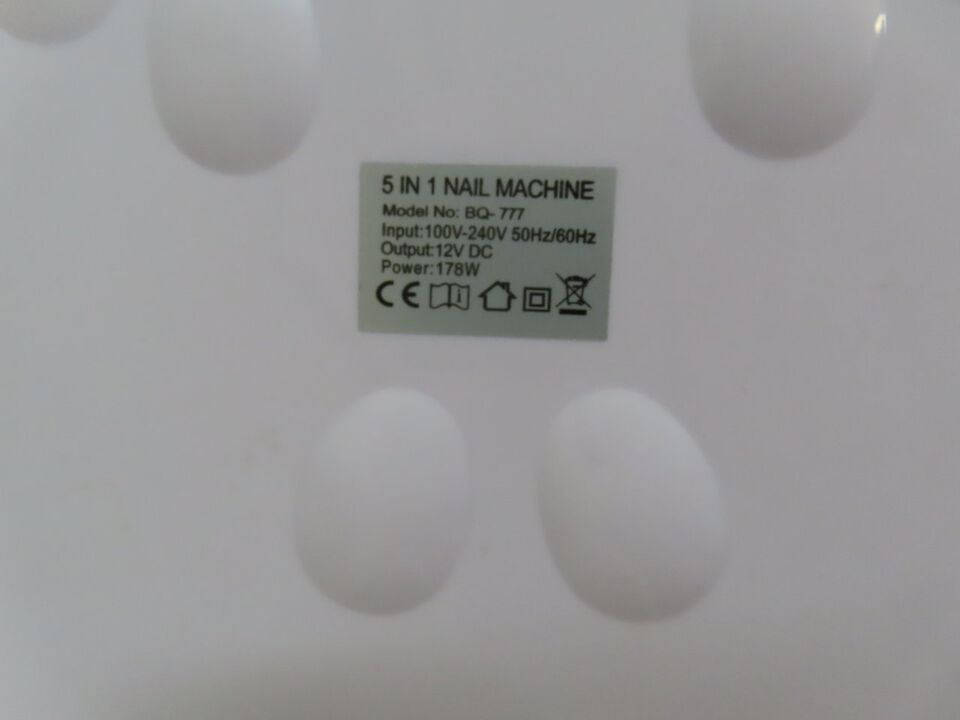 5 IN 1 NAIL MACHINE
Model No: BQ- 777
Input:100V-240V 50Hz/60Hz
Output:12V DC
Power:178W
CE i